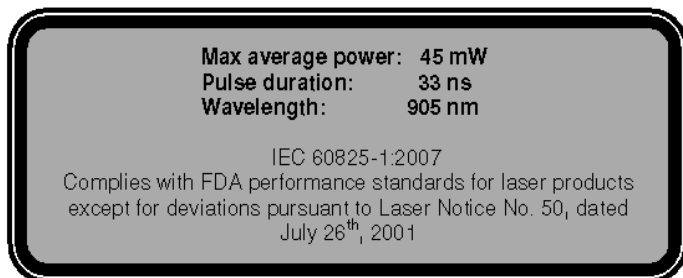 Max average power: 45 mW
Pulse duration: 33 ns
Wavelength: 905 nm
IEC 60825-1:2007
Complies with FDA performance standards for laser products
except for deviations pursuant to Laser Notice No. 50, dated
July 26th, 2001